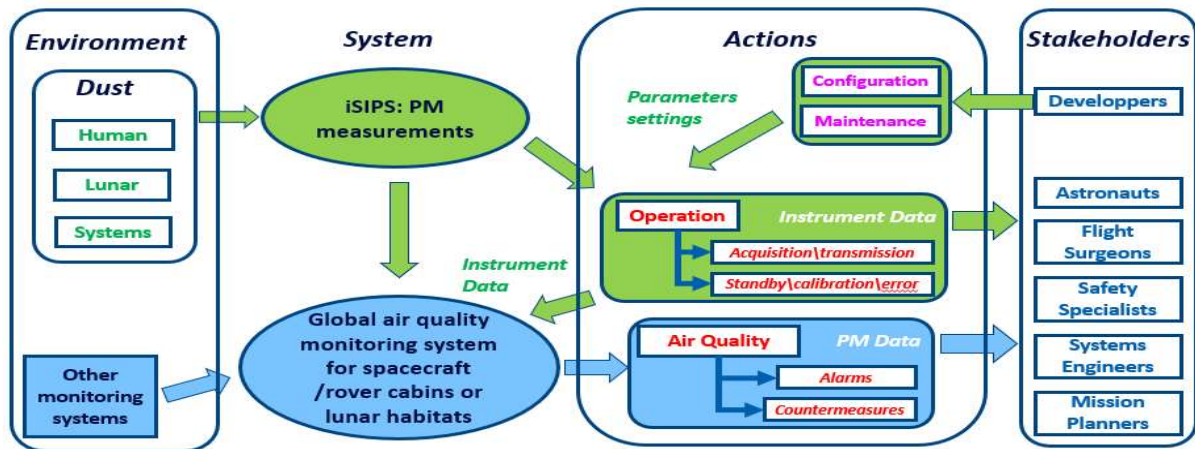 Environment
System
Actions
Stakeholders
Dust
Human
Lunar
Systems
Other
monitoring
systems
iSIPS: PM
measurements
Global air quality
monitoring system
for spacecraft
/rover cabins or
lunar habitats
Parameters
settings
Instrument
Data
Configuration
Maintenance
Operation
Instrument Data
Acquisition\transmission
Standby\calibration\error
Air Quality
PM Data
Alarms
Countermeasures
Developpers
Astronauts
Flight
Surgeons
Safety
Specialists
Systems
Engineers
Mission
Planners